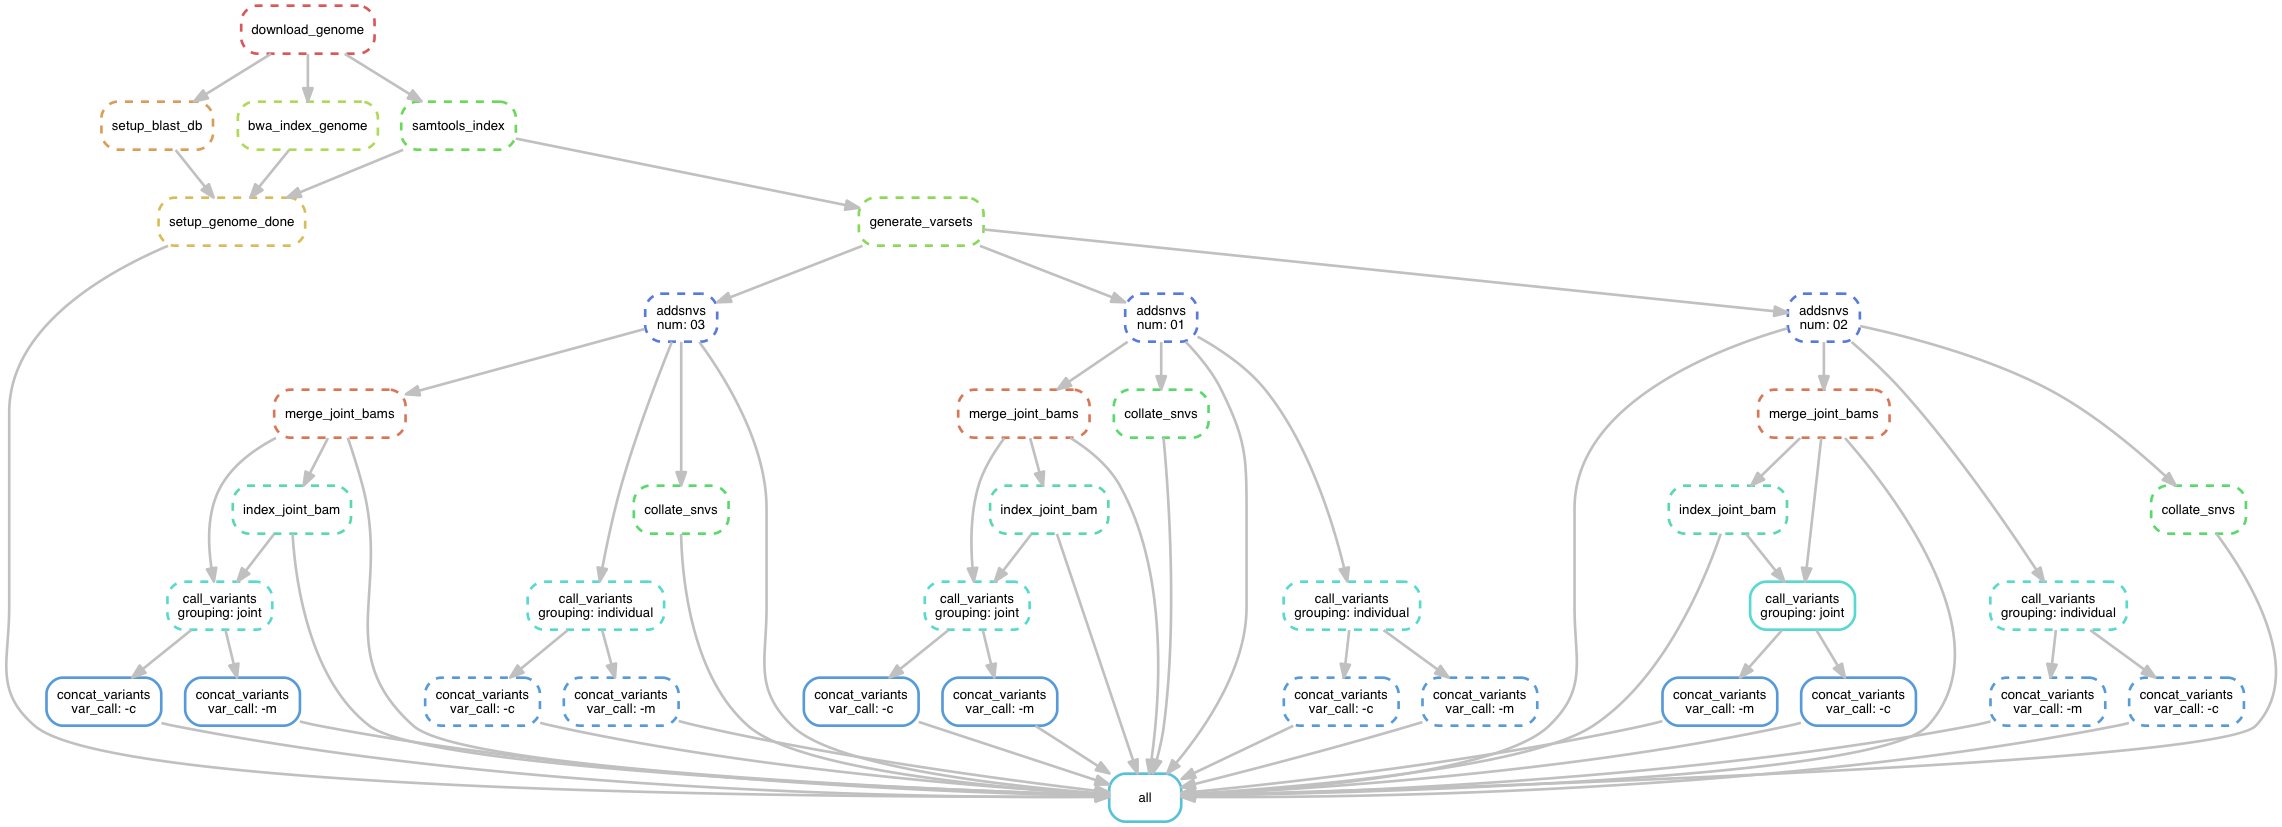 download_genome
setup_blast_db
bwa_index_genome
samtools_index
setup_genome_done
generate_varsets
addsnvs
num: 03
addsnvs
num: 01
addsnvs
num: 02
merge_joint_bams
merge_joint_bams
collate_snvs
merge_joint_bams
index_joint_bam
collate_snvs
index_joint_bam
index_joint_bam
collate_snvs
call_variants
grouping: joint
call_variants
grouping: individual
call_variants
grouping: joint
call_variants
grouping: individual
call_variants
grouping: joint
call_variants
grouping: individual
concat_variants
var_call: -c
concat_variants
var_call: -m
concat_variants
var_call: -c
concat_variants
var_call: -m
concat_variants
var_call: -c
concat_variants
var_call: -m
concat_variants
var_call: -c
concat_variants
var_call: -m
concat_variants
var_call: -m
concat_variants
var_call: -c
concat_variants
var_call: -m
concat_variants
var_call: -c
all